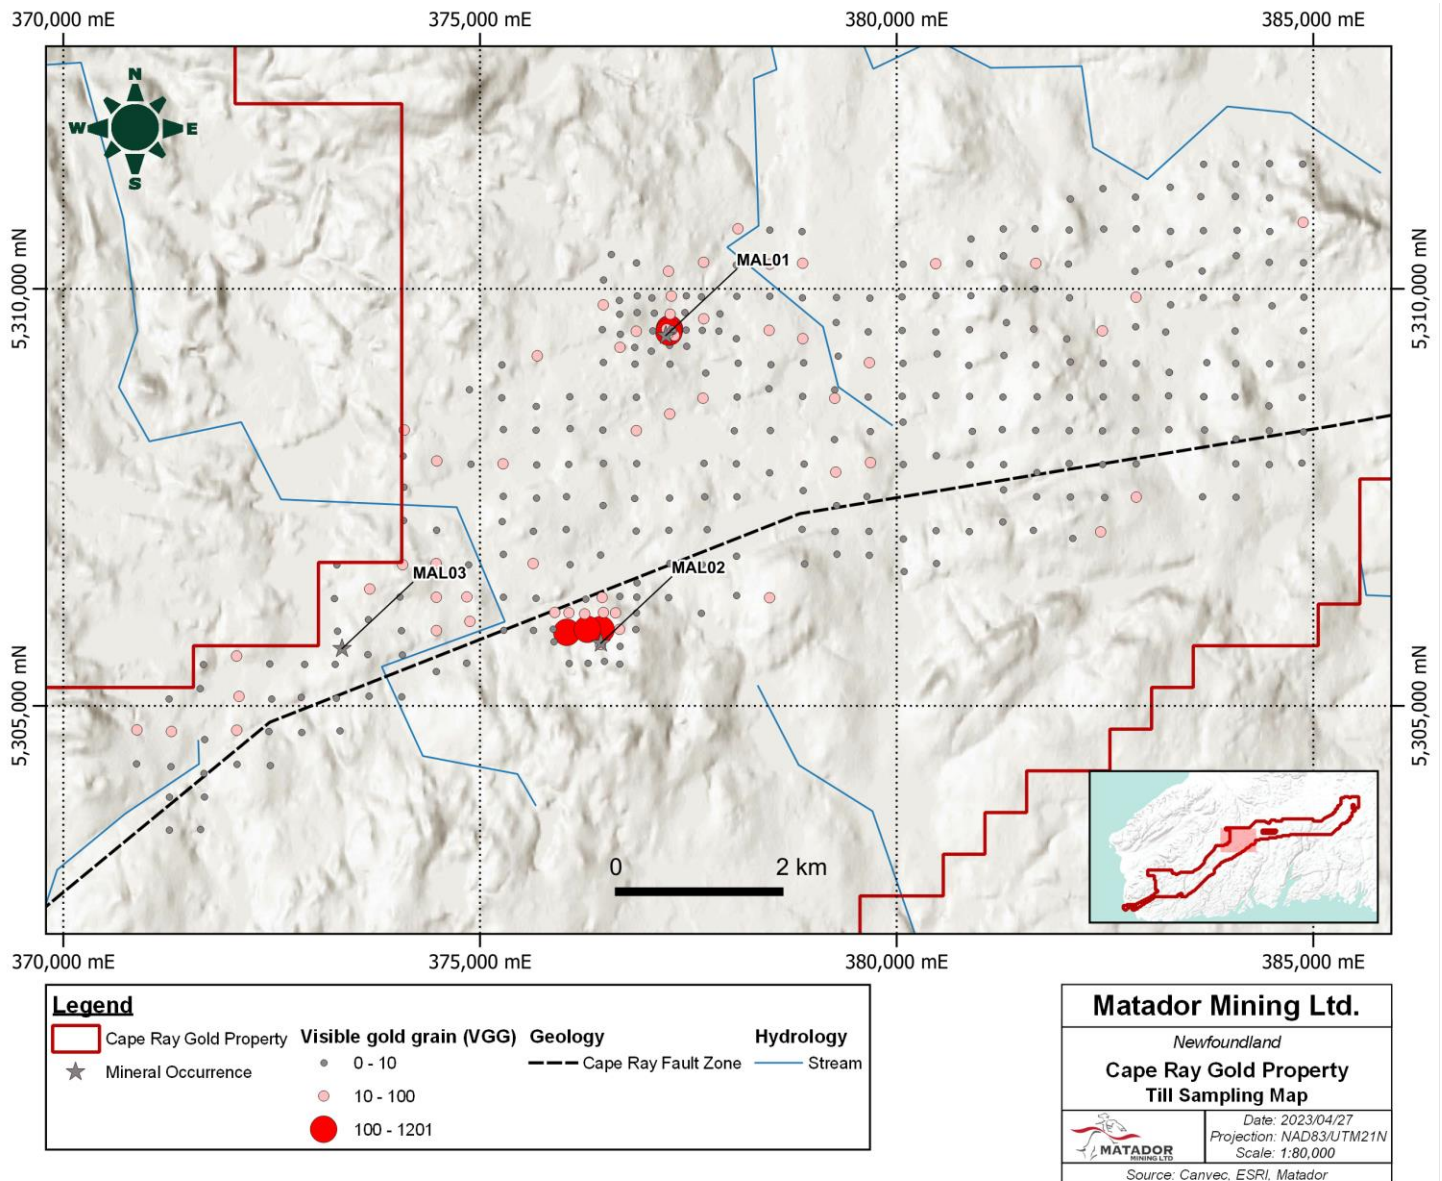 370,000 mE 375,000 mE 380,000 mE 385,000 mE
N
W E
S
5,310,000 mN
5,310,000 mN
MAL01
MAL02
MAL03
5,305,000 mN
5,305,000 mN
0 2 km
370,000 mE 375,000 mE 380,000 mE 385,000 mE
Legend
Cape Ray Gold Property
Mineral Occurrence
Visible gold grain (VGG)
0 - 10
10 - 100
100 - 1201
Geology
Cape Ray Fault Zone
Hydrology
Stream
Matador Mining Ltd.
Newfoundland
Cape Ray Gold Property
Till Sampling Map
MATADOR
MINING LTD
Date: 2023/04/27
Projection: NAD83/UTM21N
Scale: 1:80,000
Source: Canvec, ESRI, Matador